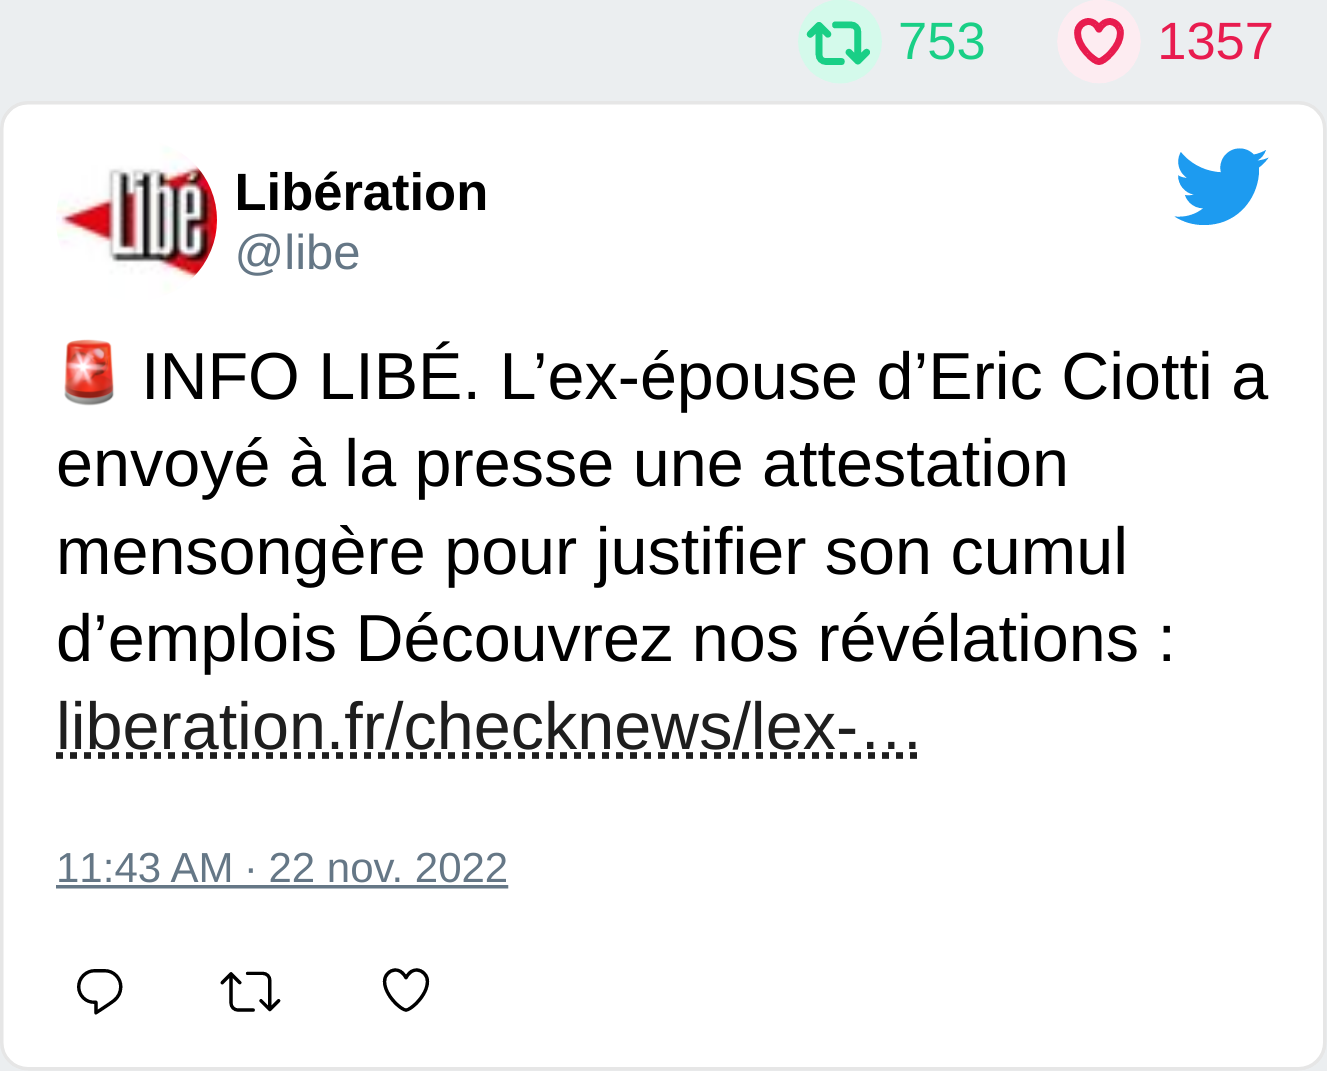 753 1357
Libé
Libération
@libe
🚨 INFO LIBÉ. L’ex-épouse d’Eric Ciotti a
envoyé à la presse une attestation
mensongère pour justifier son cumul
d’emplois Découvrez nos révélations :
liberation.fr/checknews/lex-…
11:43 AM · 22 nov. 2022